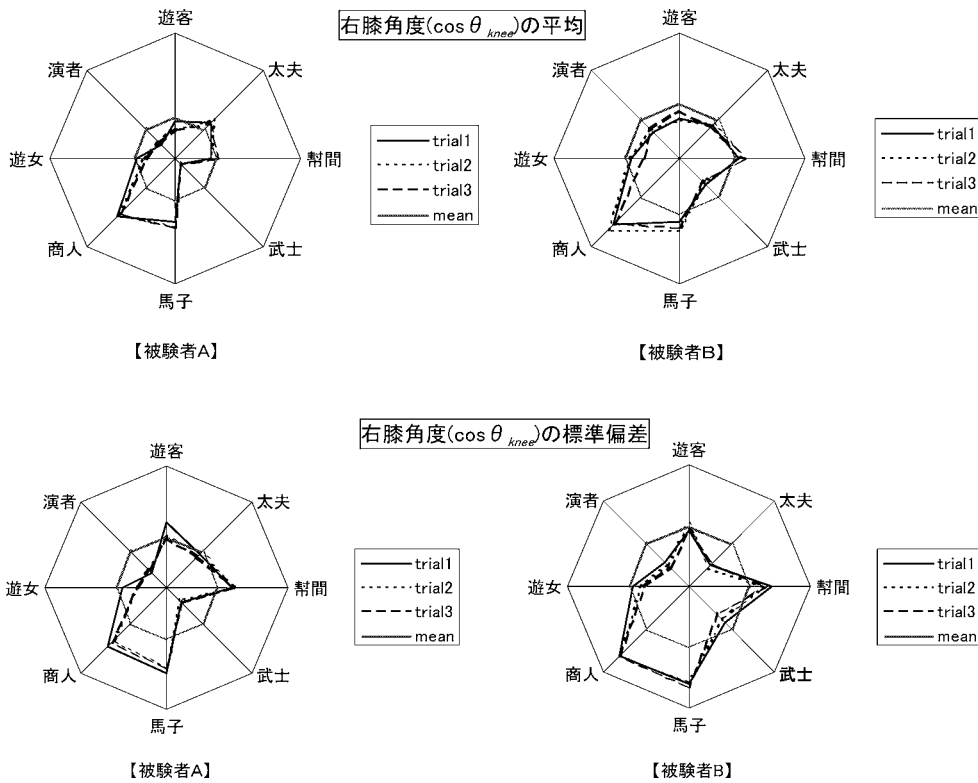 右膝角度(cos θ knee)の平均
遊客
太夫
幇間
武士
馬子
商人
遊女
演者
trial1
trial2
trial3
mean
【被験者A】
遊客
太夫
幇間
武士
馬子
商人
遊女
演者
trial1
trial2
trial3
mean
【被験者B】
右膝角度(cos θ knee)の標準偏差
遊客
太夫
幇間
武士
馬子
商人
遊女
演者
trial1
trial2
trial3
mean
【被験者A】
遊客
太夫
幇間
武士
馬子
商人
遊女
演者
trial1
trial2
trial3
mean
【被験者B】